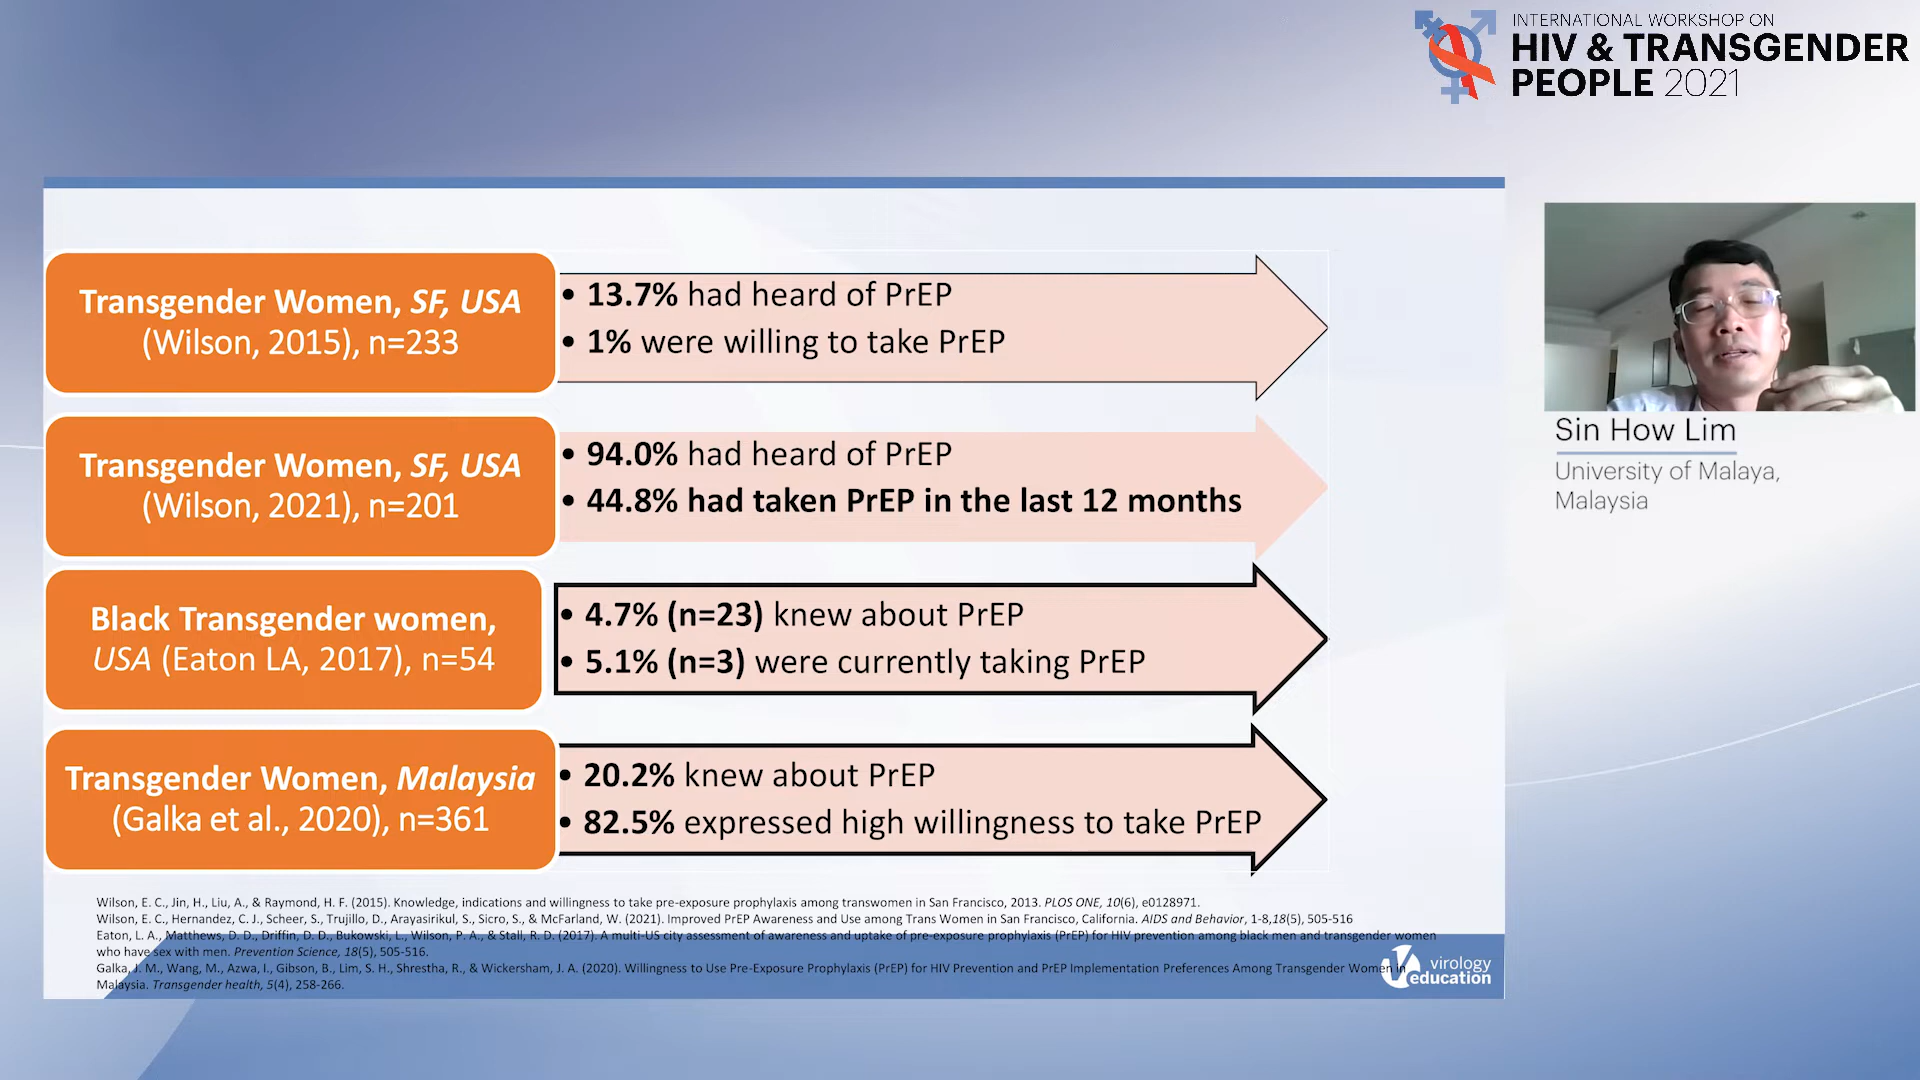 INTERNATIONAL WORKSHOP ON
HIV & TRANSGENDER
PEOPLE 2021
Transgender Women, SF, USA
(Wilson, 2015), n=233
• 13.7% had heard of PrEP
• 1% were willing to take PrEP
Transgender Women, SF, USA
(Wilson, 2021), n=201
• 94.0% had heard of PrEP
• 44.8% had taken PrEP in the last 12 months
Black Transgender women,
USA (Eaton LA, 2017), n=54
• 4.7% (n=23) knew about PrEP
• 5.1% (n=3) were currently taking PrEP
Transgender Women, Malaysia
(Galka et al., 2020), n=361
• 20.2% knew about PrEP
• 82.5% expressed high willingness to take PrEP
Wilson, E. C., Jin, H., Liu, A., & Raymond, H. F. (2015). Knowledge, indications and willingness to take pre-exposure prophylaxis among transwomen in San Francisco, 2013. PLOS ONE, 10(6), e0128971.
Wilson, E. C., Hernandez, C. J., Scheer, S., Trujillo, D., Arayasirikul, S., Sicro, S., & McFarland, W. (2021). Improved PrEP Awareness and Use among Trans Women in San Francisco, California. AIDS and Behavior, 1-8,18(5), 505-516
Eaton, L. A., Matthews, D. D., Driffin, D. D., Bukowski, L., Wilson, P. A., & Stall, R. D. (2017). A multi-US city assessment of awareness and uptake of pre-exposure prophylaxis (PrEP) for HIV prevention among black men and transgender women
who have sex with men. Prevention Science, 18(5), 505-516.
Galka, J. M., Wang, M., Azwa, I., Gibson, B., Lim, S. H., Shrestha, R., & Wickersham, J. A. (2020). Willingness to Use Pre-Exposure Prophylaxis (PrEP) for HIV Prevention and PrEP Implementation Preferences Among Transgender Women in
Malaysia. Transgender health, 5(4), 258-266.
virology
education
Sin How Lim
University of Malaya,
Malaysia